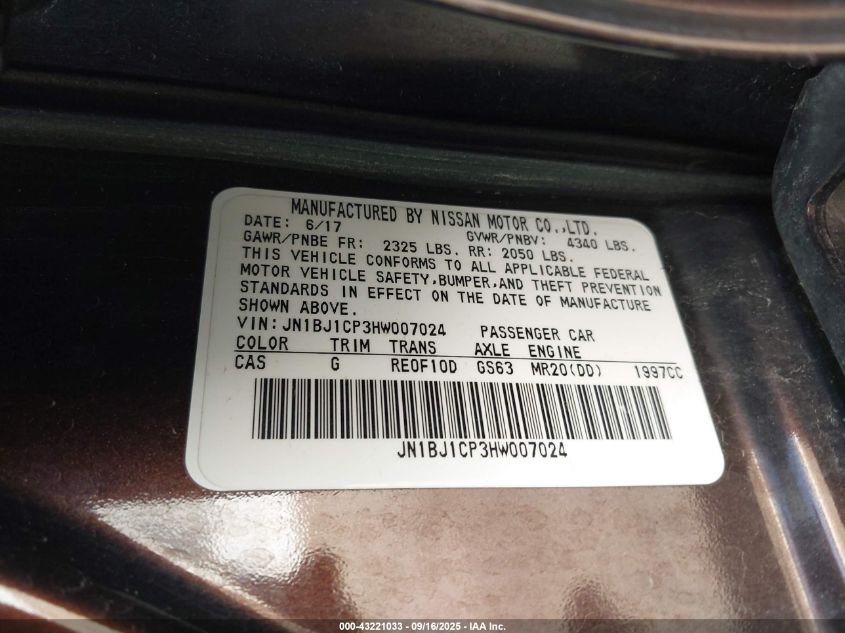 MANUFACTURED BY NISSAN MOTOR CO.,LTD.
DATE: 6/17 GVWR/PNBV: 4340 LBS.
GAWR/PNBE FR: 2325 LBS. RR: 2050 LBS.
THIS VEHICLE CONFORMS TO ALL APPLICABLE FEDERAL
MOTOR VEHICLE SAFETY,BUMPER,AND THEFT PREVENTION
STANDARDS IN EFFECT ON THE DATE OF MANUFACTURE
SHOWN ABOVE.
VIN:JN1BJ1CP3HW007024 PASSENGER CAR
COLOR TRIM TRANS AXLE ENGINE
CAS G RE0F10D GS63 MR20(DD) 1997CC
JN1BJ1CP3HW007024
000-43221033 - 09/16/2025 - IAA Inc.